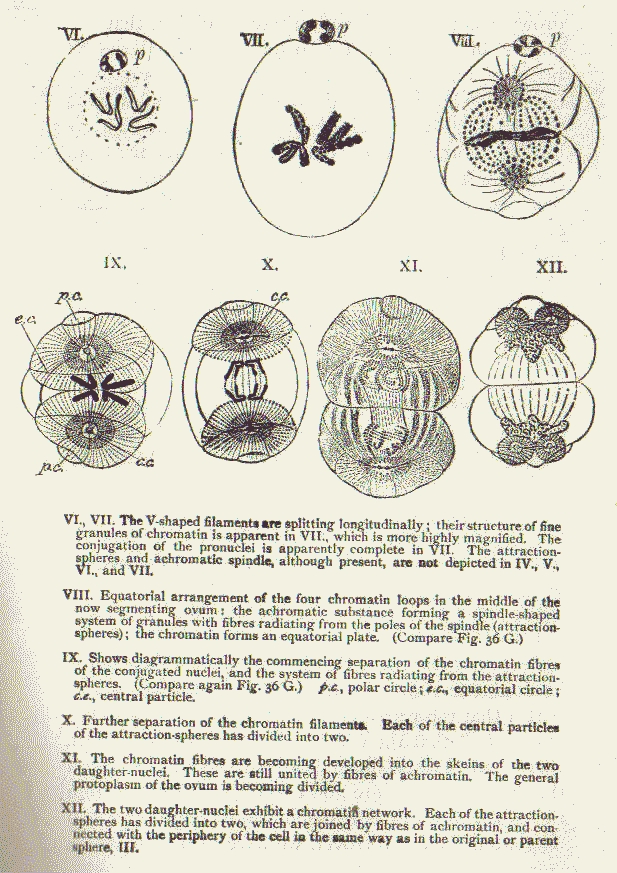 VI. p
VII. p
VIII. p
IX.
X.
XI.
XII.
p.c.
e.c.
p.c.
c.c.
c.c.
VI., VII. The V-shaped filaments are splitting longitudinally; their structure of fine
granules of chromatin is apparent in VII., which is more highly magnified. The
conjugation of the pronuclei is apparently complete in VII. The attraction-
spheres and achromatic spindle, although present, are not depicted in IV., V.,
VI., and VII.
VIII. Equatorial arrangement of the four chromatin loops in the middle of the
now segmenting ovum: the achromatic substance forming a spindle-shaped
system of granules with fibres radiating from the poles of the spindle (attraction-
spheres); the chromatin forms an equatorial plate. (Compare Fig. 36 G.)
IX. Shows diagrammatically the commencing separation of the chromatin fibres
of the conjugated nuclei, and the system of fibres radiating from the attraction-
spheres. (Compare again Fig. 36 G.) p.c., polar circle; e.c., equatorial circle;
c.c., central particle.
X. Further separation of the chromatin filaments. Each of the central particles
of the attraction-spheres has divided into two.
XI. The chromatin fibres are becoming developed into the skeins of the two
daughter-nuclei. These are still united by fibres of achromatin. The general
protoplasm of the ovum is becoming divided.
XII. The two daughter-nuclei exhibit a chromatin network. Each of the attraction-
spheres has divided into two, which are joined by fibres of achromatin, and con-
nected with the periphery of the cell in the same way as in the original or parent
sphere, III.